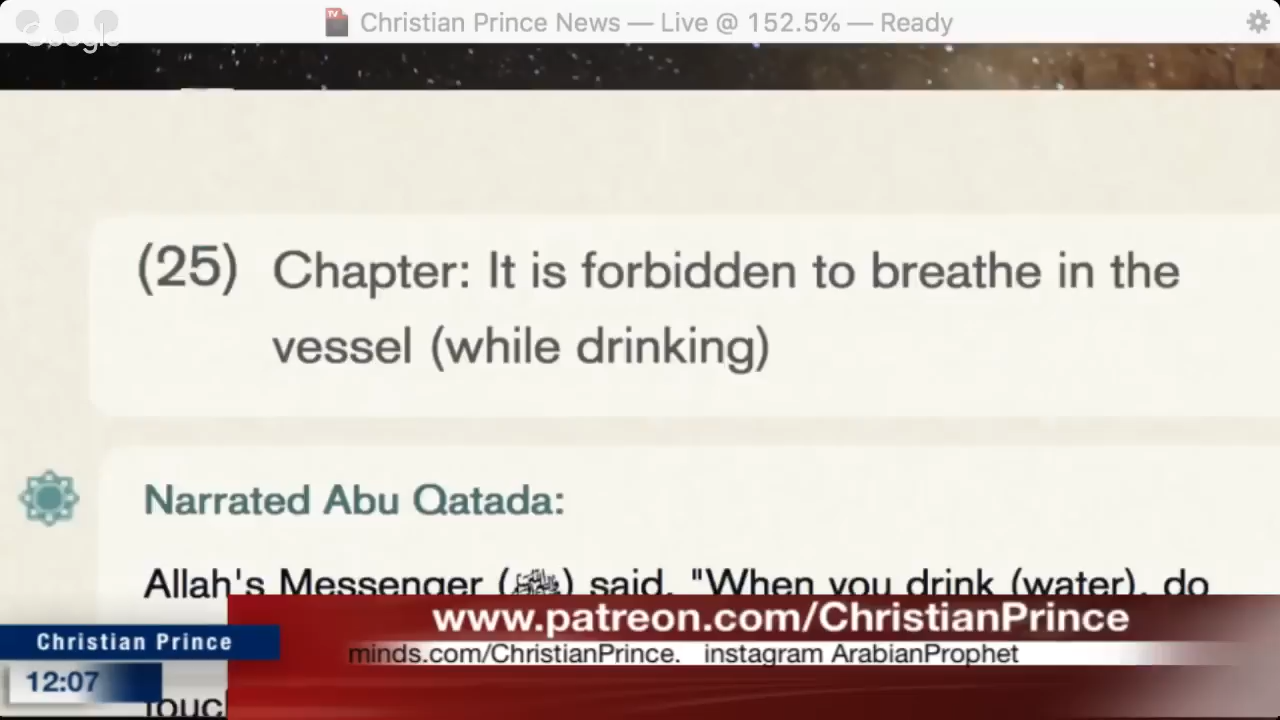 Christian Prince News — Live @ 152.5% — Ready
Google
(25) Chapter: It is forbidden to breathe in the
vessel (while drinking)
Narrated Abu Qatada:
Allah's Messenger (ﷺ) said, "When you drink (water), do
www.patreon.com/ChristianPrince
Christian Prince
minds.com/ChristianPrince. instagram ArabianProphet
12:07